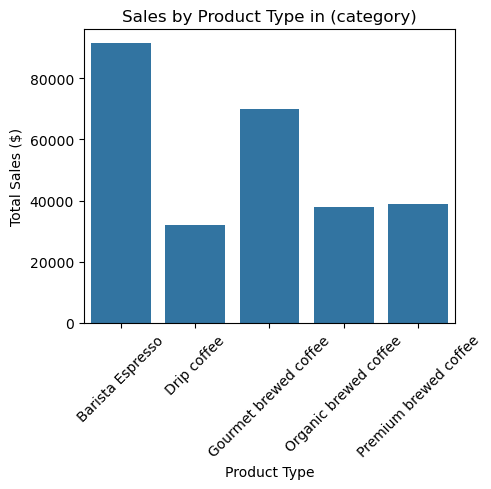 Sales by Product Type in (category)
Total Sales ($)
80000
60000
40000
20000
0
Barista Espresso
Drip coffee
Gourmet brewed coffee
Organic brewed coffee
Premium brewed coffee
Product Type